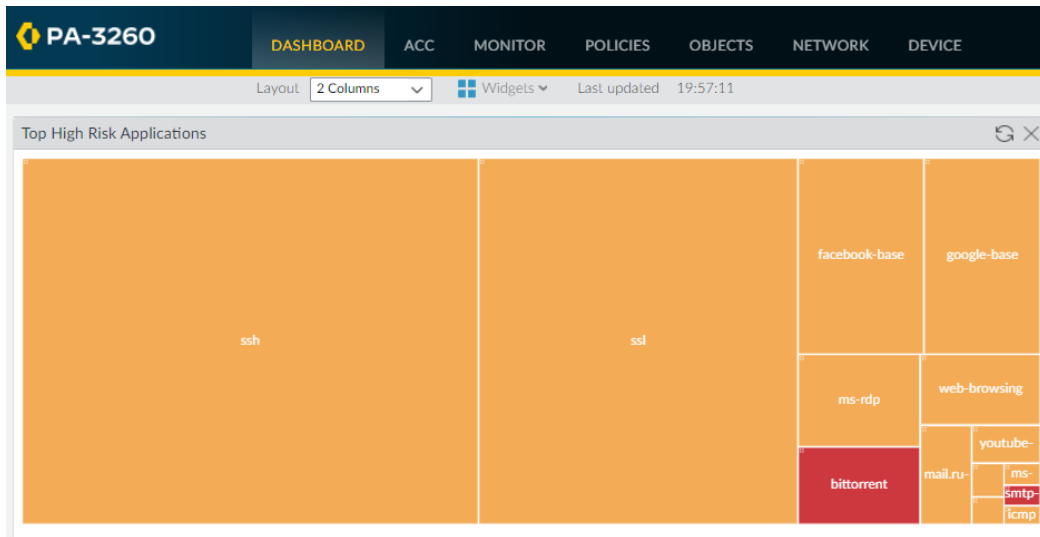 PA-3260
DASHBOARD ACC MONITOR POLICIES OBJECTS NETWORK DEVICE
Layout 2 Columns Widgets Last updated 19:57:11
Top High Risk Applications
ssh
ssl
facebook-base
google-base
ms-rdp
web-browsing
bittorrent
mail.ru-
youtube-
ms-
smtp-
icmp